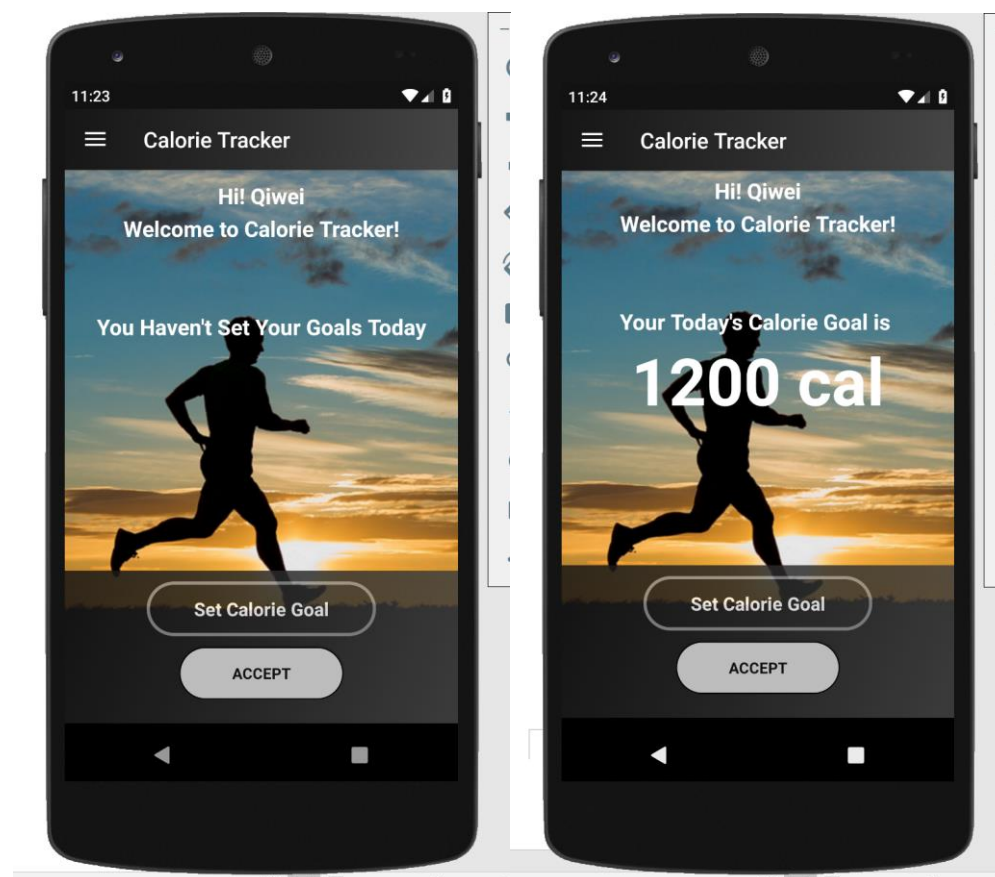 11:23
Calorie Tracker
Hi! Qiwei
Welcome to Calorie Tracker!
You Haven't Set Your Goals Today
Set Calorie Goal
ACCEPT
11:24
Calorie Tracker
Hi! Qiwei
Welcome to Calorie Tracker!
Your Today's Calorie Goal is
1200 cal
Set Calorie Goal
ACCEPT